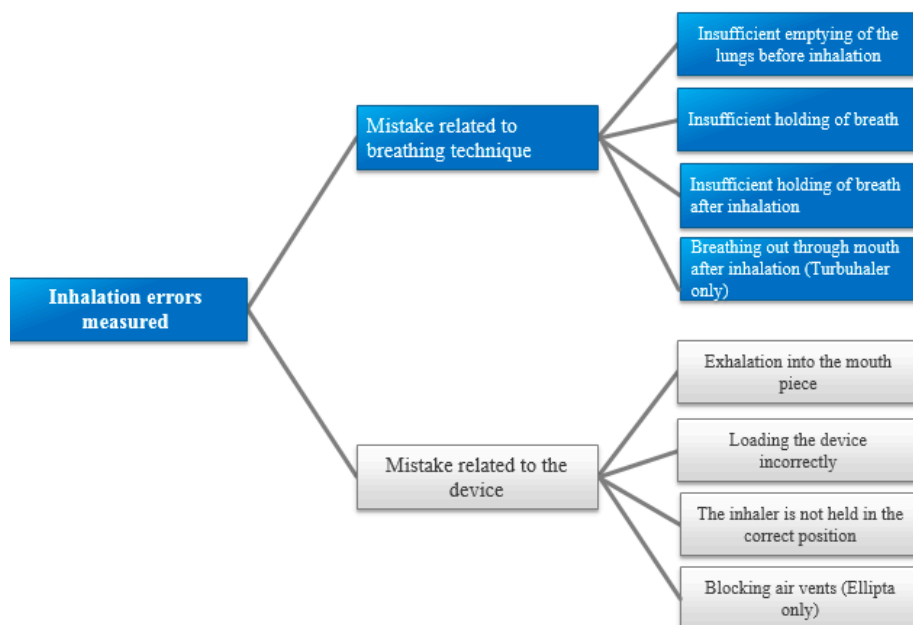 Inhalation errors
measured
Mistake related to
breathing technique
Insufficient emptying of the
lungs before inhalation
Insufficient holding of breath
Insufficient holding of breath
after inhalation
Breathing out through mouth
after inhalation (Turbuhaler
only)
Mistake related to the
device
Exhalation into the mouth
piece
Loading the device
incorrectly
The inhaler is not held in the
correct position
Blocking air vents (Ellipta
only)